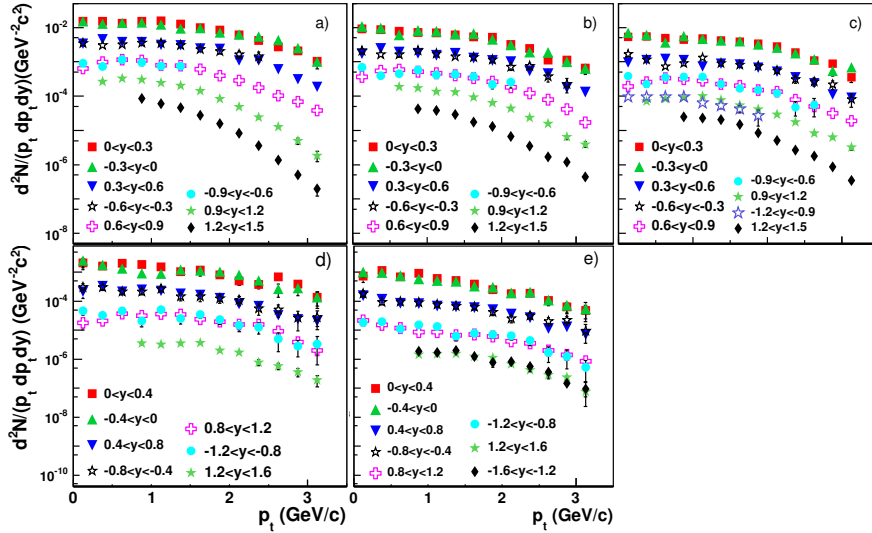 a)
b)
c)
d²N/(pₜ dpₜ dy)(GeV⁻²c²)
10⁻²
10⁻⁴
10⁻⁶
10⁻⁸
0<y<0.3
-0.3<y<0
0.3<y<0.6
-0.6<y<-0.3
0.6<y<0.9
-0.9<y<-0.6
0.9<y<1.2
1.2<y<1.5
0<y<0.3
-0.3<y<0
0.3<y<0.6
-0.6<y<-0.3
0.6<y<0.9
-0.9<y<-0.6
0.9<y<1.2
1.2<y<1.5
0<y<0.3
-0.3<y<0
0.3<y<0.6
-0.6<y<-0.3
0.6<y<0.9
-0.9<y<-0.6
0.9<y<1.2
-1.2<y<-0.9
1.2<y<1.5
d)
e)
d²N/(pₜ dpₜ dy) (GeV⁻²c²)
10⁻⁴
10⁻⁶
10⁻⁸
10⁻¹⁰
0<y<0.4
-0.4<y<0
0.4<y<0.8
-0.8<y<-0.4
0.8<y<1.2
-1.2<y<-0.8
1.2<y<1.6
0<y<0.4
-0.4<y<0
0.4<y<0.8
-0.8<y<-0.4
0.8<y<1.2
-1.2<y<-0.8
1.2<y<1.6
-1.6<y<-1.2
0 1 2 3
0 1 2 3
pₜ (GeV/c)
pₜ (GeV/c)